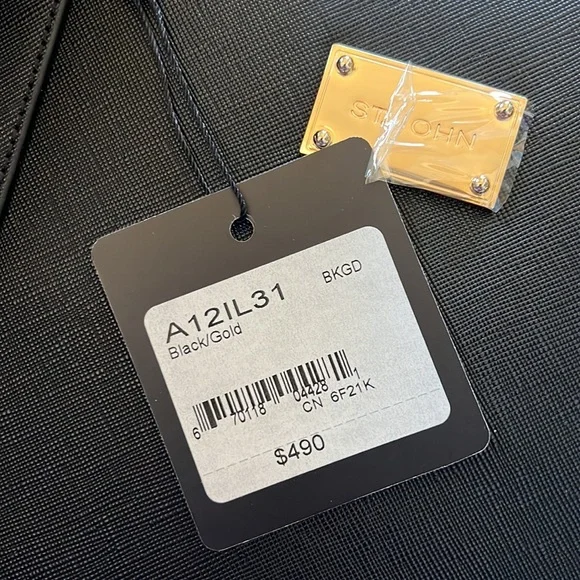 ST. JOHN
A12IL31 BKGD
Black/Gold
6 70118 04428 1
CN 6F21K
$490